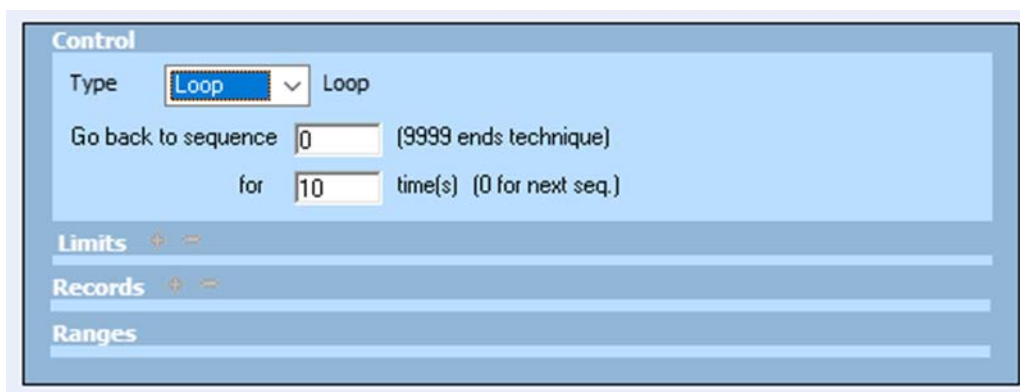 Control
Type Loop Loop
Go back to sequence 0 (9999 ends technique)
for 10 time(s) (0 for next seq.)
Limits + -
Records + -
Ranges